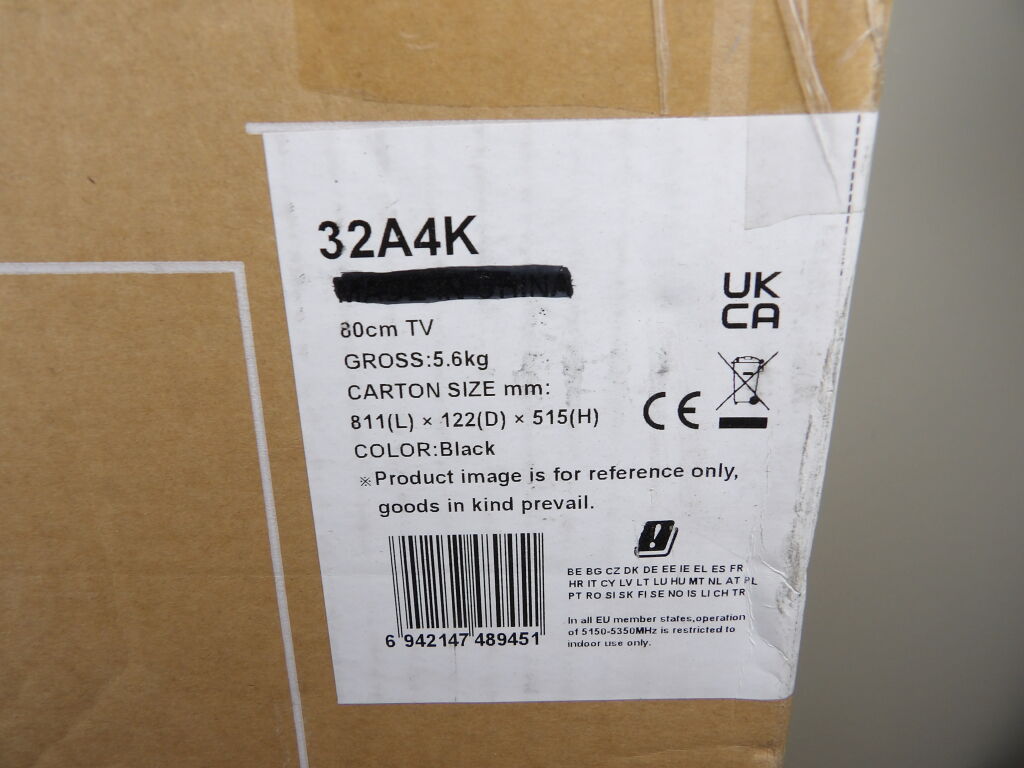 32A4K
MADE IN CHINA
80cm TV
GROSS:5.6kg
CARTON SIZE mm:
811(L) × 122(D) × 515(H)
COLOR:Black
※Product image is for reference only,
goods in kind prevail.
UK
CA
CE
BE BG CZ DK DE EE IE EL ES FR
HR IT CY LV LT LU HU MT NL AT PL
PT RO SI SK FI SE NO IS LI CH TR
In all EU member states,operation
of 5150-5350MHz is restricted to
indoor use only.
6 942147 489451